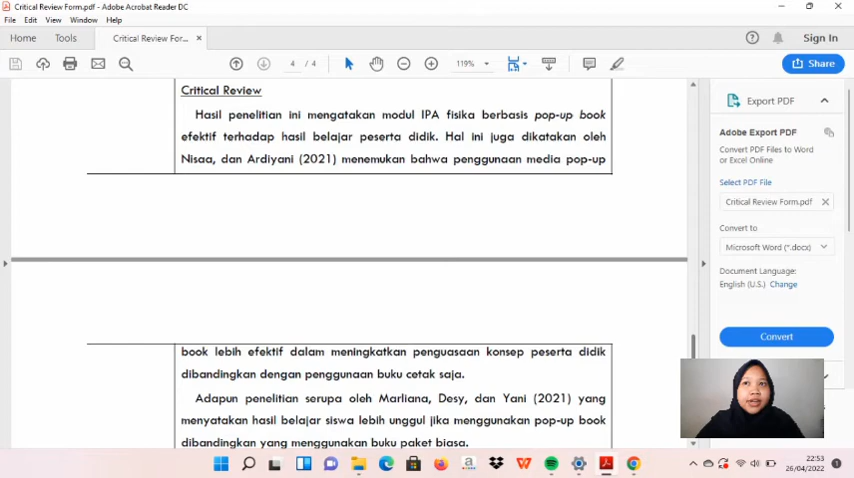 Critical Review Form.pdf - Adobe Acrobat Reader DC
File Edit View Window Help
Home Tools Critical Review For... × Sign In
4 / 4 119% Share
Critical Review
Hasil penelitian ini mengatakan modul IPA fisika berbasis pop-up book
efektif terhadap hasil belajar peserta didik. Hal ini juga dikatakan oleh
Nisaa, dan Ardiyani (2021) menemukan bahwa penggunaan media pop-up
book lebih efektif dalam meningkatkan penguasaan konsep peserta didik
dibandingkan dengan penggunaan buku cetak saja.
Adapun penelitian serupa oleh Marliana, Desy, dan Yani (2021) yang
menyatakan hasil belajar siswa lebih unggul jika menggunakan pop-up book
dibandingkan yang menggunakan buku paket biasa.
Export PDF
Adobe Export PDF
Convert PDF Files to Word
or Excel Online
Select PDF File
Critical Review Form.pdf ×
Convert to
Microsoft Word (*.docx)
Document Language:
English (U.S.) Change
Convert
22:53
26/04/2022